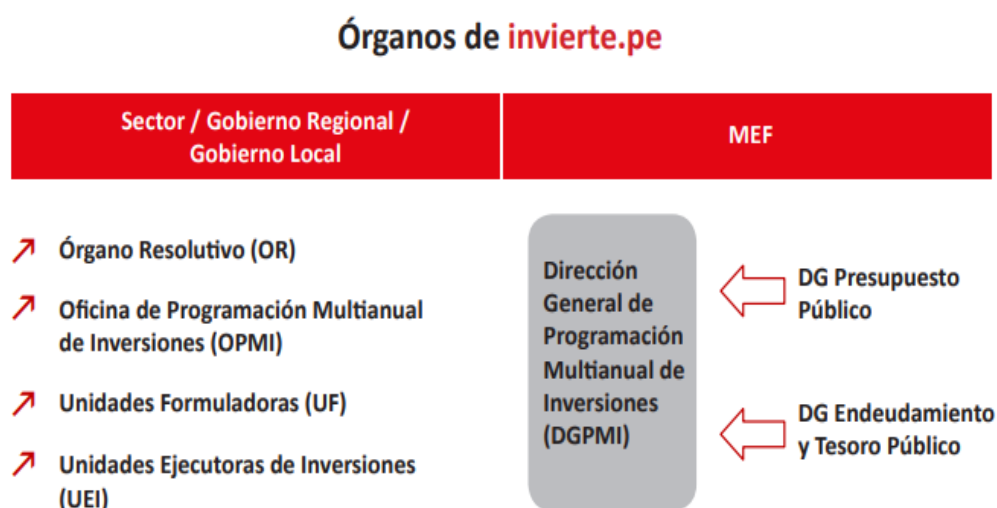 Órganos de invierte.pe
Sector / Gobierno Regional /
Gobierno Local
MEF
Órgano Resolutivo (OR)
Oficina de Programación Multianual
de Inversiones (OPMI)
Unidades Formuladoras (UF)
Unidades Ejecutoras de Inversiones
(UEI)
Dirección
General de
Programación
Multianual de
Inversiones
(DGPMI)
DG Presupuesto
Público
DG Endeudamiento
y Tesoro Público